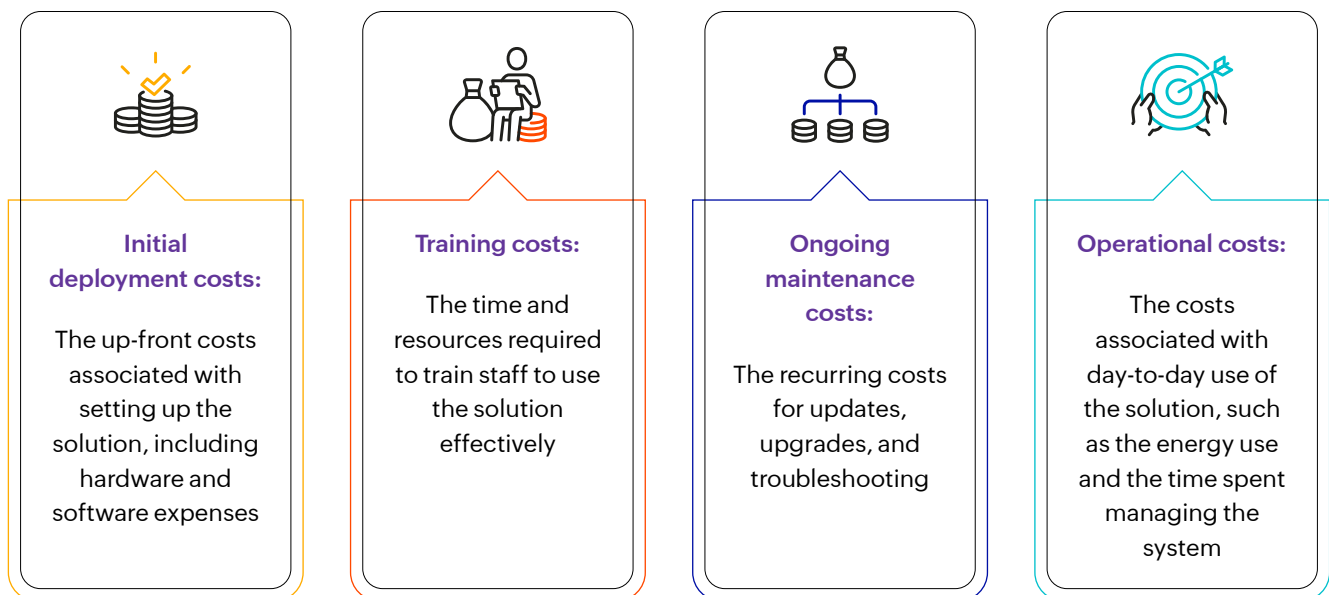 Initial
deployment costs:
The up-front costs
associated with
setting up the
solution, including
hardware and
software expenses
Training costs:
The time and
resources required
to train staff to use
the solution
effectively
Ongoing
maintenance
costs:
The recurring costs
for updates,
upgrades, and
troubleshooting
Operational costs:
The costs
associated with
day-to-day use of
the solution, such
as the energy use
and the time spent
managing the
system